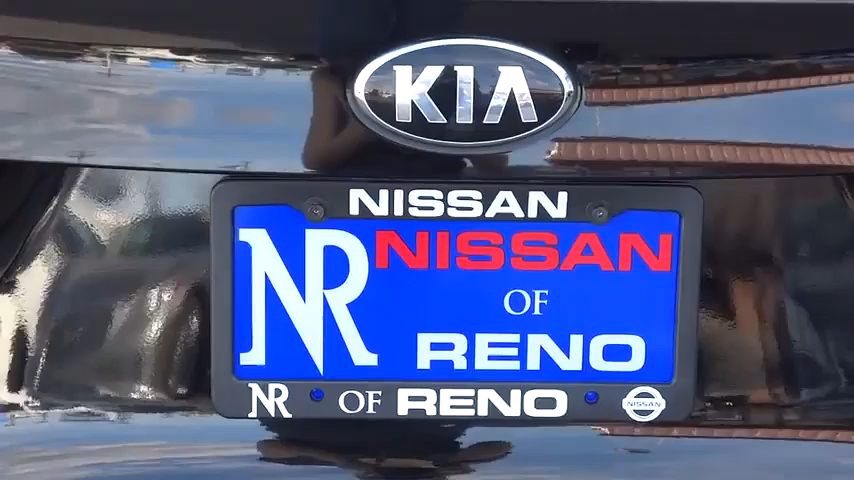 KIA
NISSAN
NR NISSAN
OF
RENO
NR OF RENO NISSAN